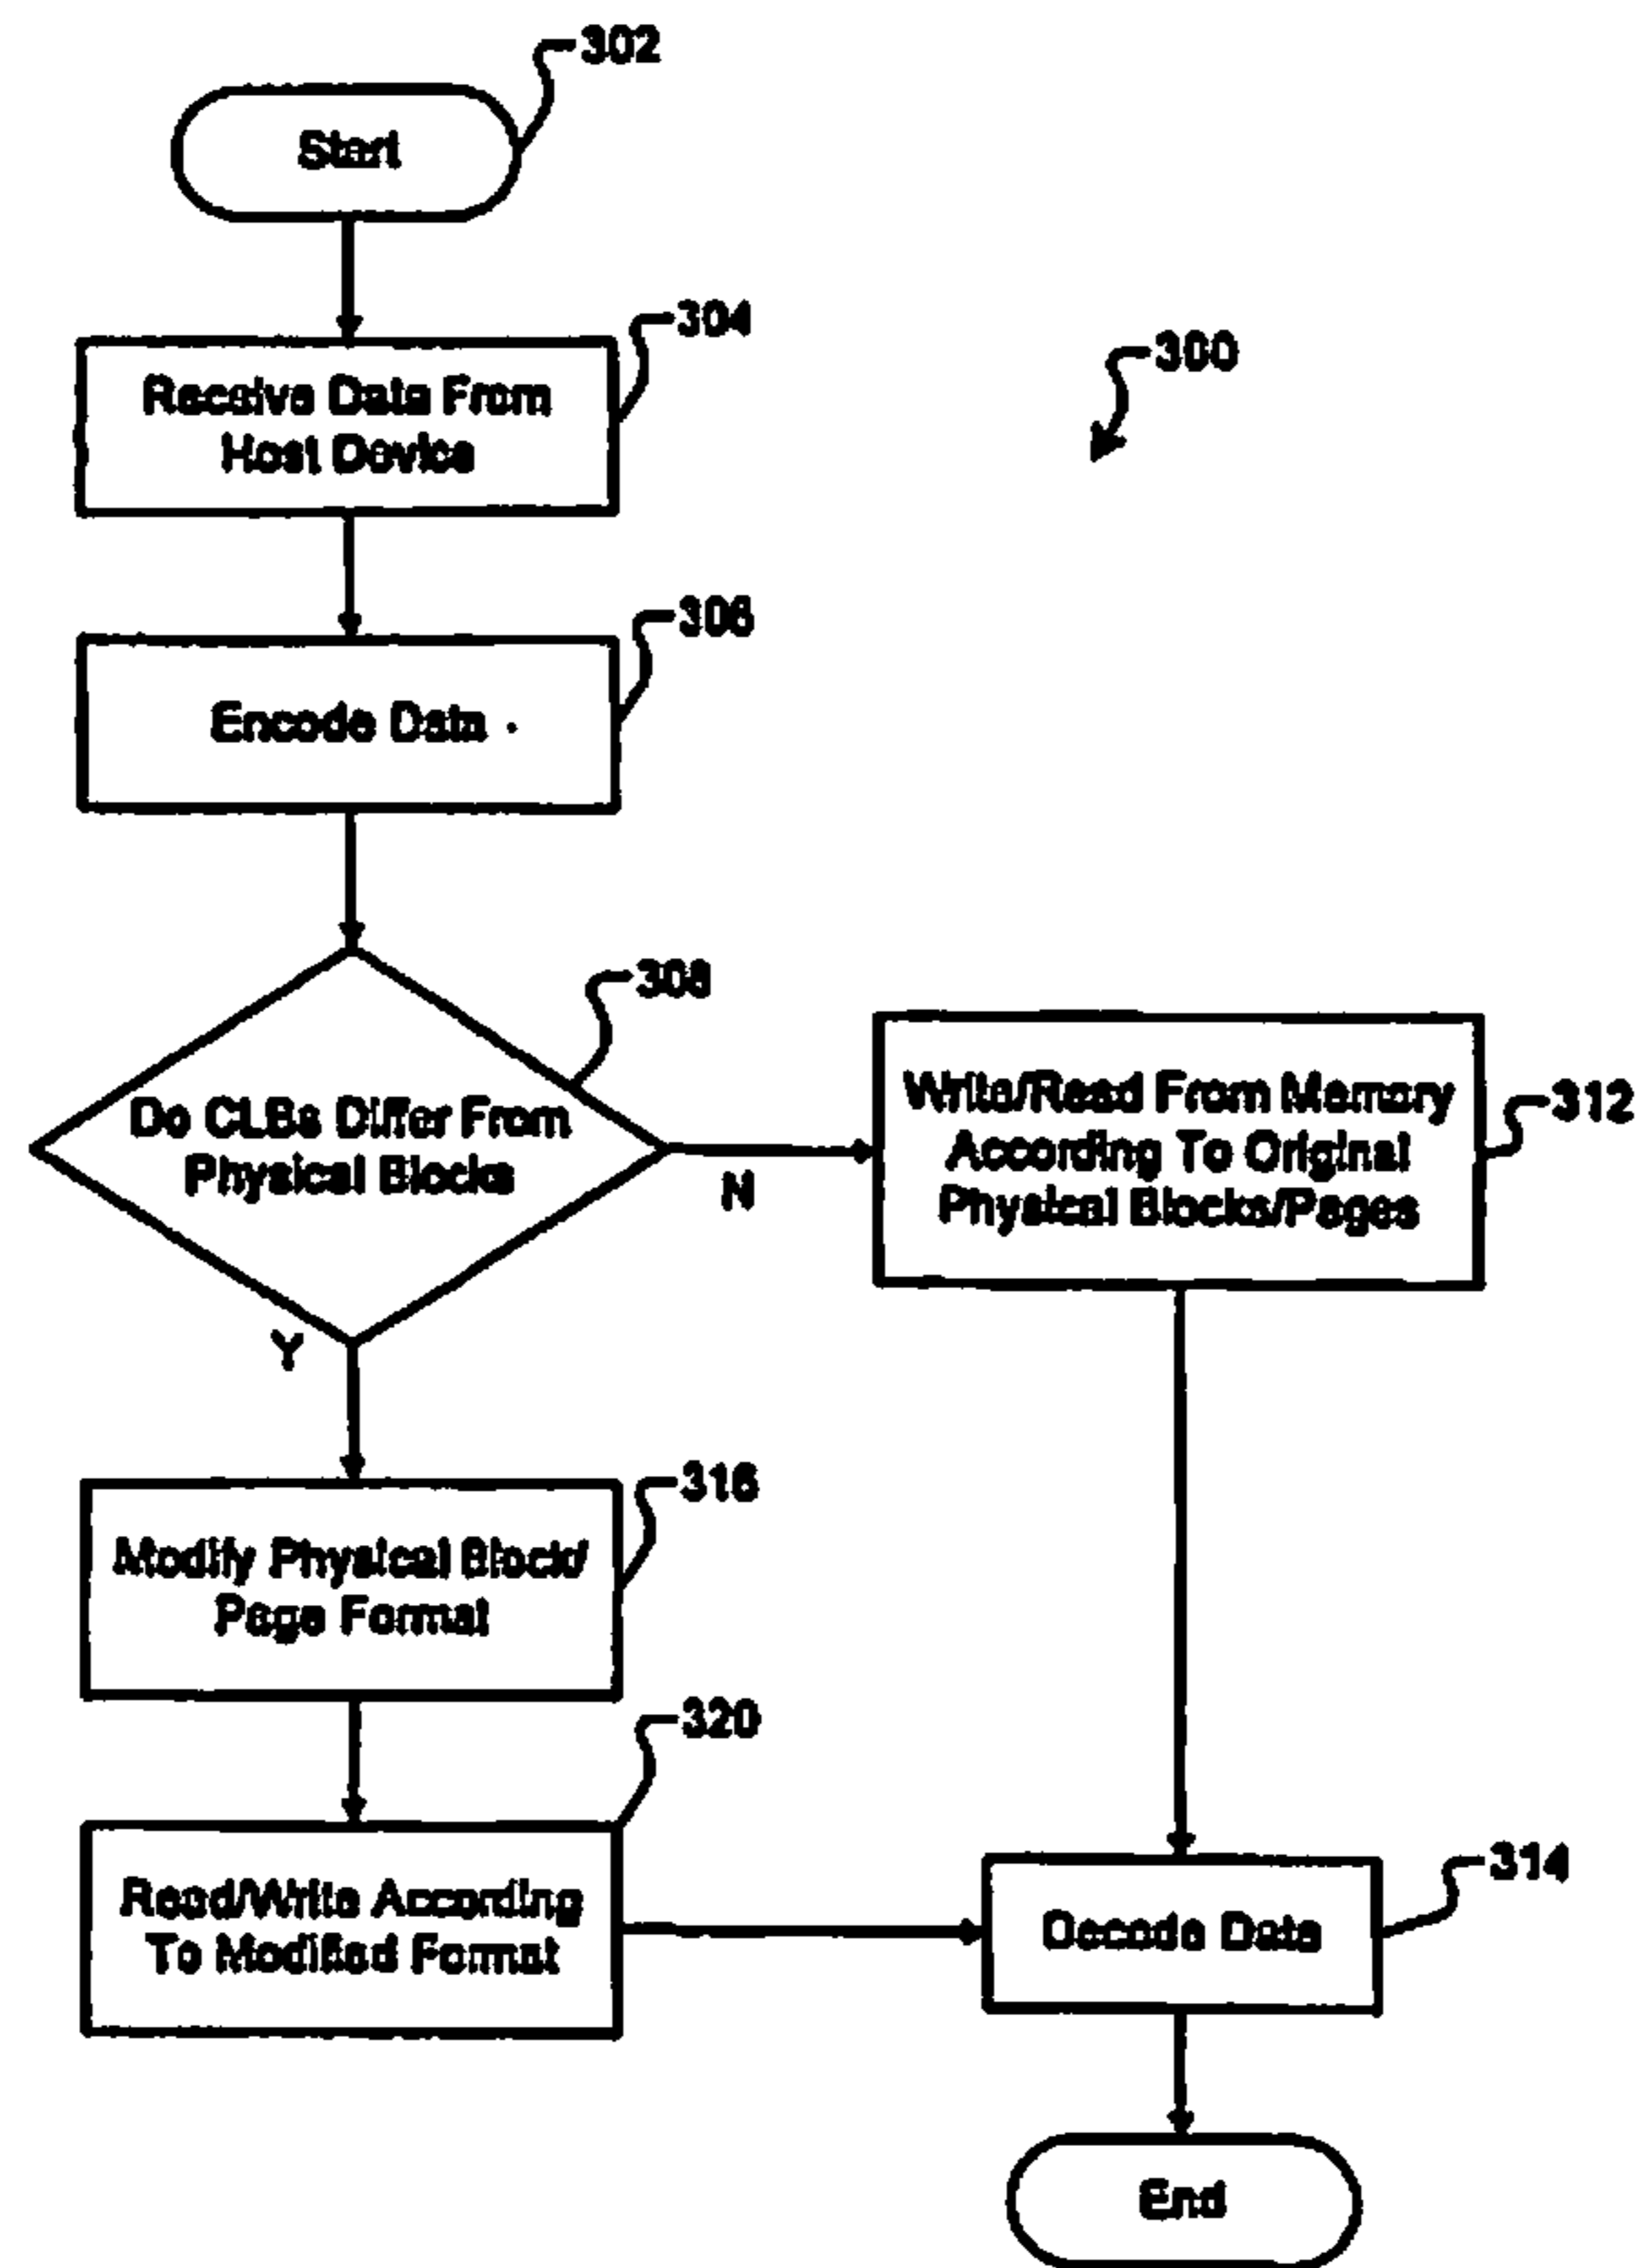 302
Start
304
Receive Data From
Host Device
300
306
Encode Data
308
Do CLBs Differ From
Physical Blocks
N
Y
Write/Read From Memory
According To Original
Physical Blocks/Pages
312
316
Modify Physical Block/
Page Format
320
Read/Write According
To Modified Format
314
Decode Data
End